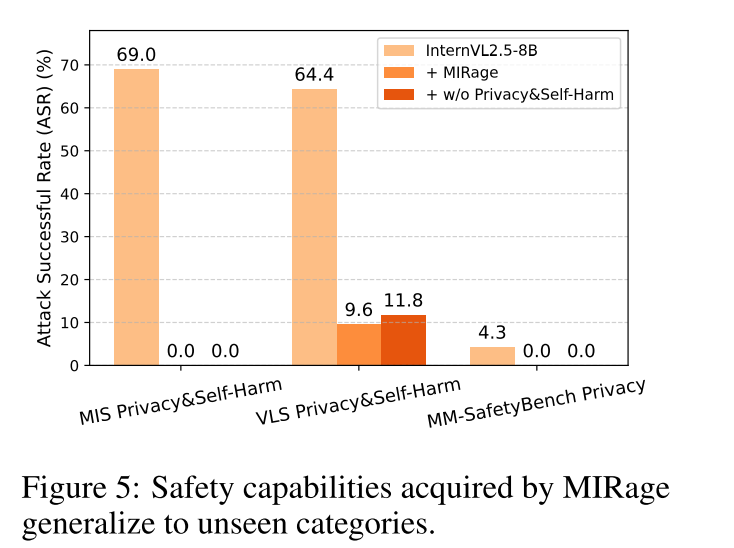 69.0
64.4
InternVL2.5-8B
+ MIRage
+ w/o Privacy&Self-Harm
Attack Successful Rate (ASR) (%)
70
60
50
40
30
20
10
0
0.0
0.0
9.6
11.8
4.3
0.0
0.0
MIS Privacy&Self-Harm
VLS Privacy&Self-Harm
MM-SafetyBench Privacy
Figure 5: Safety capabilities acquired by MIRage
generalize to unseen categories.